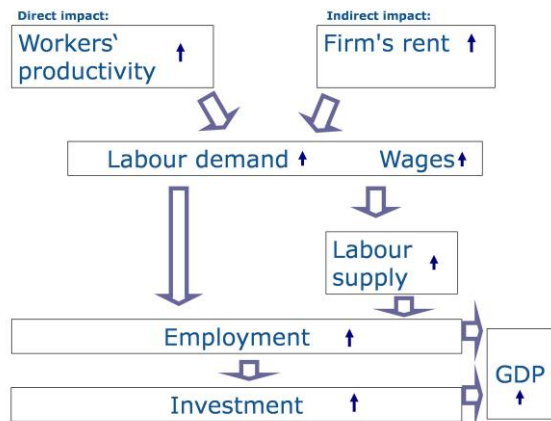 Direct impact:
Workers‘
productivity
Indirect impact:
Firm's rent
Labour demand
Wages
Labour
supply
Employment
GDP
Investment